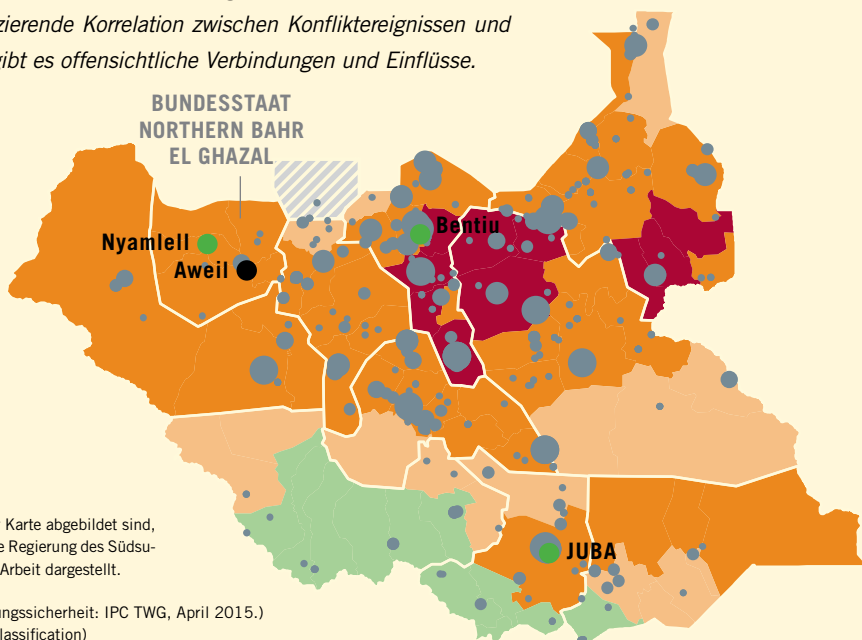 zierende Korrelation zwischen Konfliktereignissen und
gibt es offensichtliche Verbindungen und Einflüsse.
BUNDESSTAAT
NORTHERN BAHR
EL GHAZAL
Bentiu
Nyamlell
Aweil
JUBA
Karte abgebildet sind,
e Regierung des Südsu-
Arbeit dargestellt.
ungssicherheit: IPC TWG, April 2015.)
lassification)